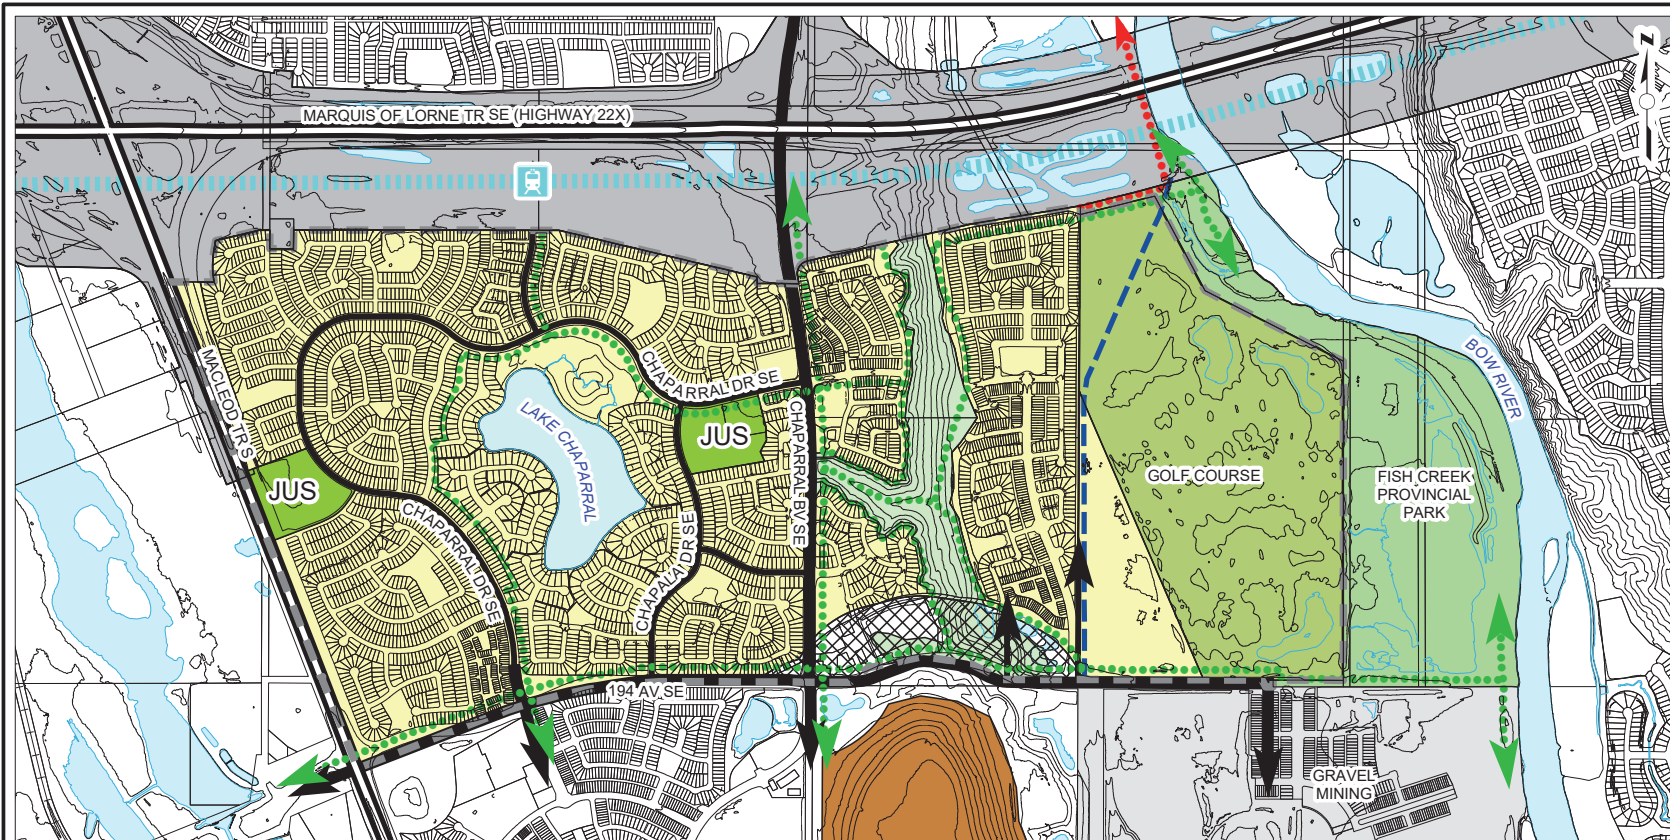 N
MARQUIS OF LORNE TR SE (HIGHWAY 22X)
MACLEOD TR S
CHAPARRAL DR SE
LAKE CHAPARRAL
JUS
JUS
CHAPARRAL BV SE
CHAPARRAL DR SE
CHAPALA DR SE
GOLF COURSE
FISH CREEK
PROVINCIAL
PARK
BOW RIVER
194 AV SE
GRAVEL
MINING